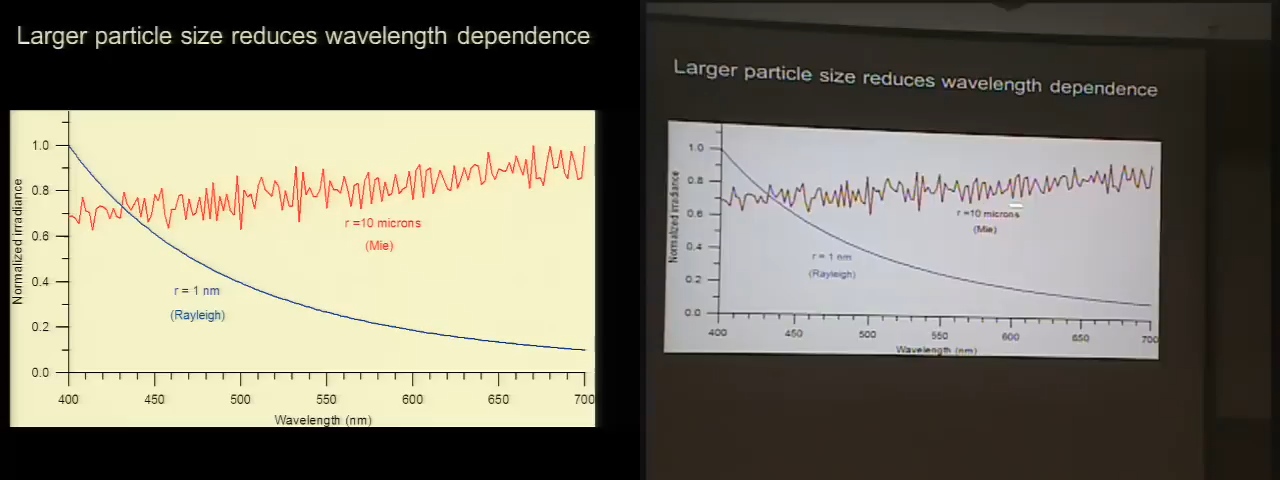 Larger particle size reduces wavelength dependence
1.0
0.8
0.6
0.4
0.2
0.0
Normalized irradiance
r =10 microns
(Mie)
r = 1 nm
(Rayleigh)
400 450 500 550 600 650 700
Wavelength (nm)
Larger particle size reduces wavelength dependence
1.0
0.8
0.6
0.4
0.2
0.0
Normalized irradiance
r =10 microns
(Mie)
r = 1 nm
(Rayleigh)
400 450 500 550 600 650 700
Wavelength (nm)